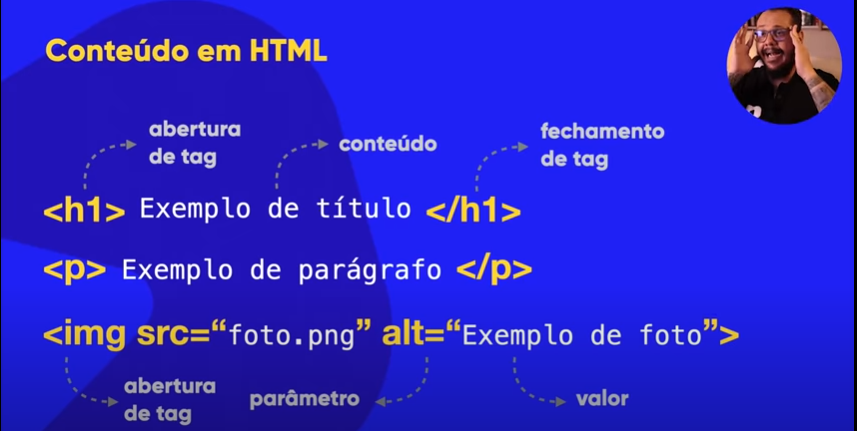 Conteúdo em HTML
abertura
de tag
conteúdo
fechamento
de tag
<h1> Exemplo de título </h1>
<p> Exemplo de parágrafo </p>
<img src=“foto.png” alt=“Exemplo de foto”>
abertura
de tag
parâmetro
valor